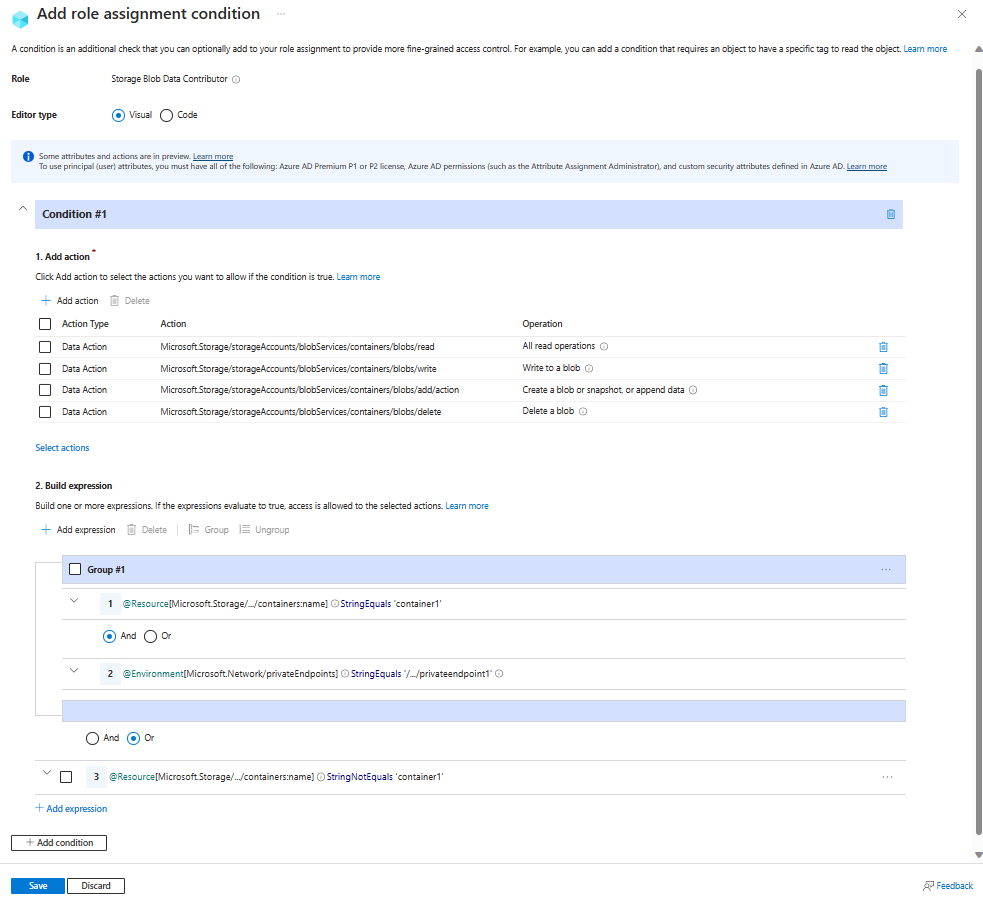 Add role assignment condition ...
A condition is an additional check that you can optionally add to your role assignment to provide more fine-grained access control. For example, you can add a condition that requires an object to have a specific tag to read the object. Learn more
Role Storage Blob Data Contributor
Editor type Visual Code
Some attributes and actions are in preview. Learn more
To use principal (user) attributes, you must have all of the following: Azure AD Premium P1 or P2 license, Azure AD permissions (such as the Attribute Assignment Administrator), and custom security attributes defined in Azure AD. Learn more
Condition #1
1. Add action *
Click Add action to select the actions you want to allow if the condition is true. Learn more
+ Add action Delete
Action Type Action Operation
Data Action Microsoft.Storage/storageAccounts/blobServices/containers/blobs/read All read operations
Data Action Microsoft.Storage/storageAccounts/blobServices/containers/blobs/write Write to a blob
Data Action Microsoft.Storage/storageAccounts/blobServices/containers/blobs/add/action Create a blob or snapshot, or append data
Data Action Microsoft.Storage/storageAccounts/blobServices/containers/blobs/delete Delete a blob
Select actions
2. Build expression
Build one or more expressions. If the expressions evaluate to true, access is allowed to the selected actions. Learn more
+ Add expression Delete | Group Ungroup
Group #1 ...
1 @Resource[Microsoft.Storage/.../containers:name] StringEquals 'container1'
And Or
2 @Environment[Microsoft.Network/privateEndpoints] StringEquals '/.../privateendpoint1'
And Or
3 @Resource[Microsoft.Storage/.../containers:name] StringNotEquals 'container1' ...
+ Add expression
+ Add condition
Save Discard Feedback